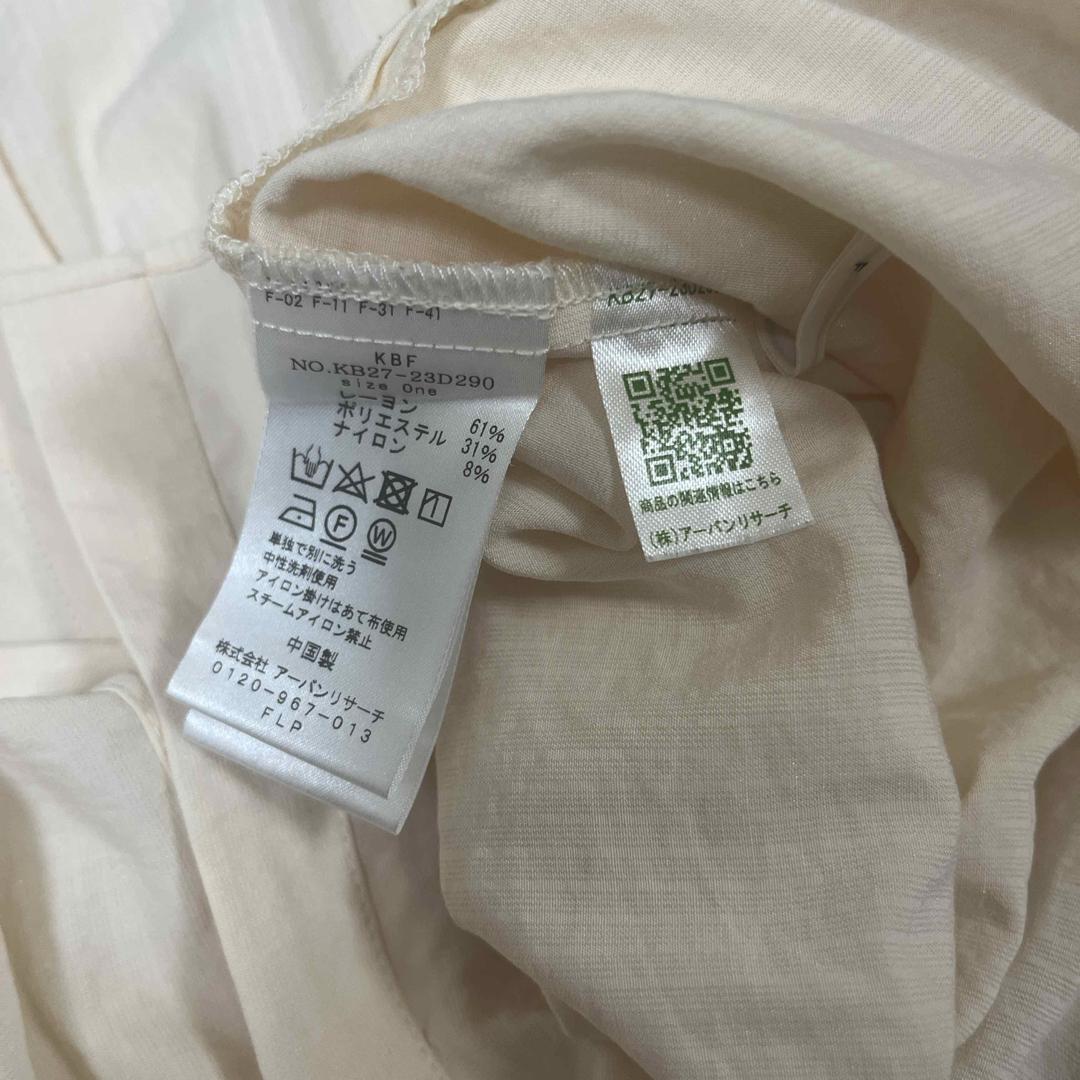 F-02 F-11 F-31 F-41
KBF
NO.KB27-23D290
size One
レーヨン 61%
ポリエステル 31%
ナイロン 8%
F
W
単独で別に洗う
中性洗剤使用
アイロン掛けはあて布使用
スチームアイロン禁止
中国製
株式会社 アーバンリサーチ
0120-967-013
FLP
商品の関連情報はこちら
(株)アーバンリサーチ